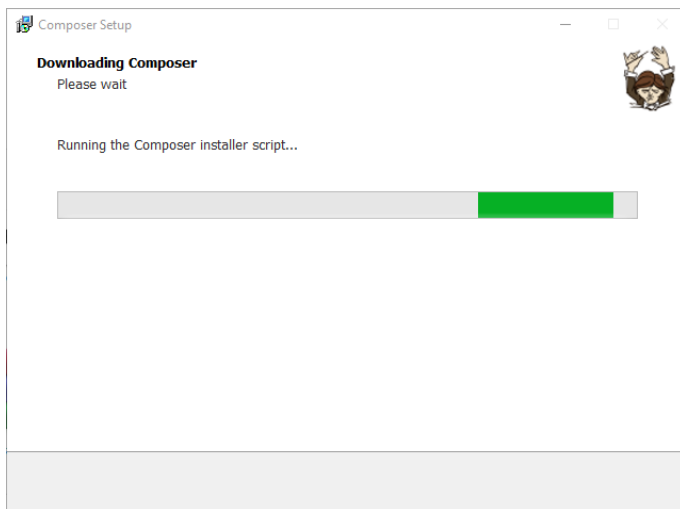 Composer Setup
Downloading Composer
Please wait
Running the Composer installer script...